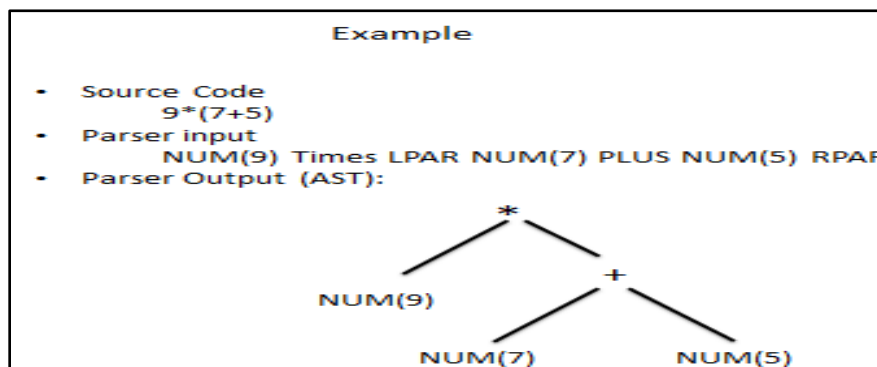 Example
• Source Code
9*(7+5)
• Parser input
NUM(9) Times LPAR NUM(7) PLUS NUM(5) RPAR
• Parser Output (AST):
*
+
NUM(9)
NUM(7) NUM(5)